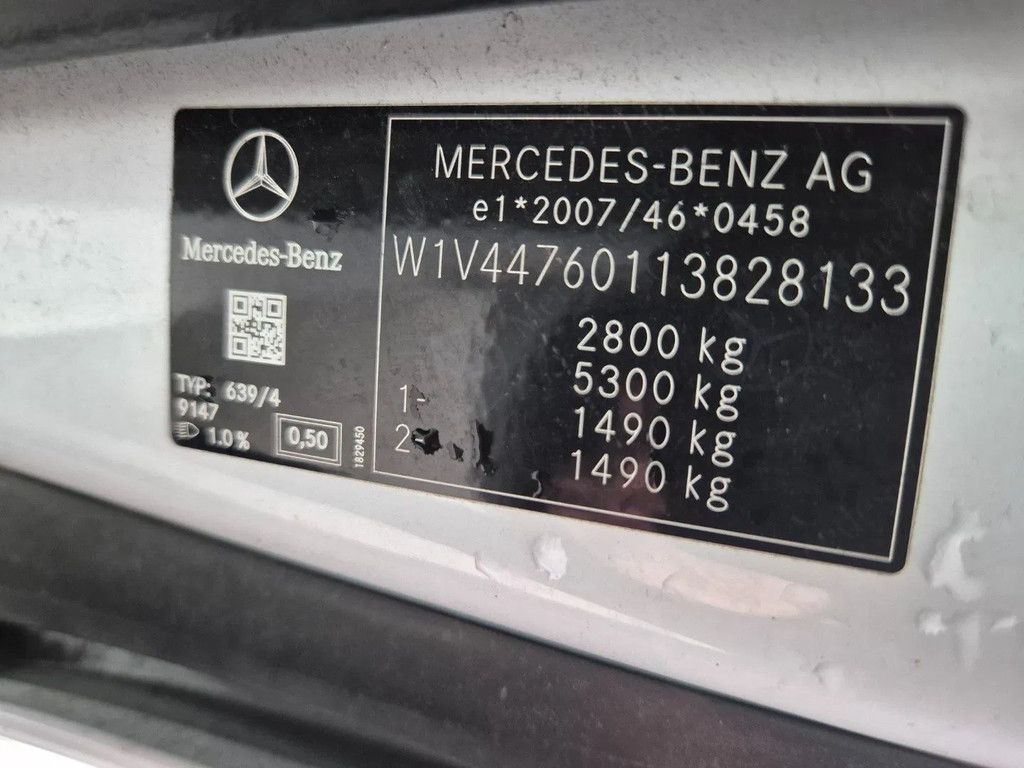 Mercedes-Benz
TYP: 639/4
9147
1.0 %
0,50
1829450
MERCEDES-BENZ AG
e1*2007/46*0458
W1V44760113828133
2800 kg
5300 kg
1- 1490 kg
2- 1490 kg